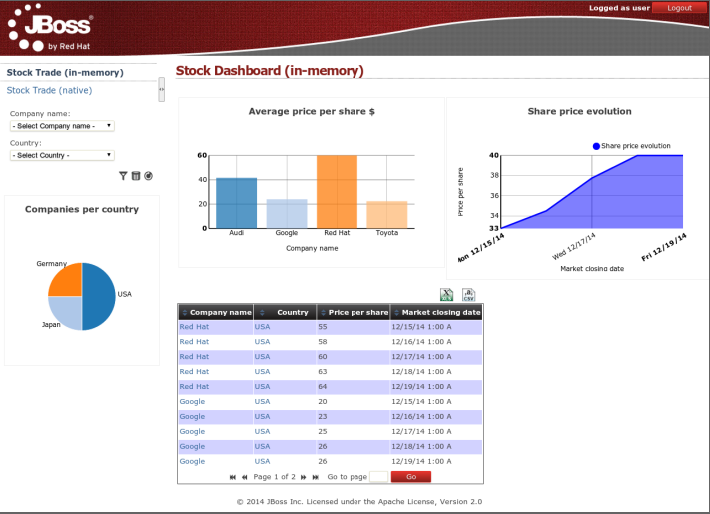 Logged as user Logout
JBoss
by Red Hat
Stock Trade (in-memory)
Stock Trade (native)
Company name:
- Select Company name -
Country:
- Select Country -
Companies per country
Germany
USA
Japan
Stock Dashboard (in-memory)
Average price per share $
60
40
20
0
Audi Google Red Hat Toyota
Company name
Share price evolution
Share price evolution
Price per share
40
38
36
34
33
Mon 12/15/14 Wed 12/17/14 Fri 12/19/14
Market closing date
XLS CSV
Company name Country Price per share Market closing date
Red Hat USA 55 12/15/14 1:00 A
Red Hat USA 58 12/16/14 1:00 A
Red Hat USA 60 12/17/14 1:00 A
Red Hat USA 63 12/18/14 1:00 A
Red Hat USA 64 12/19/14 1:00 A
Google USA 20 12/15/14 1:00 A
Google USA 23 12/16/14 1:00 A
Google USA 25 12/17/14 1:00 A
Google USA 26 12/18/14 1:00 A
Google USA 26 12/19/14 1:00 A
Page 1 of 2 Go to page Go
© 2014 JBoss Inc. Licensed under the Apache License, Version 2.0